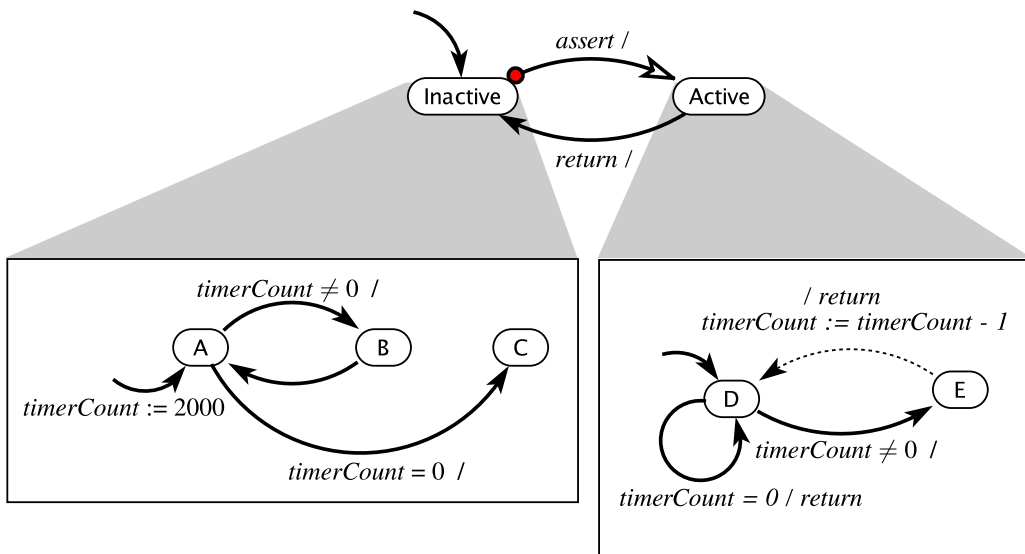 assert /
Inactive
Active
return /
timerCount ≠ 0 /
A
B
C
timerCount := 2000
timerCount = 0 /
/ return
timerCount := timerCount - 1
D
E
timerCount ≠ 0 /
timerCount = 0 / return